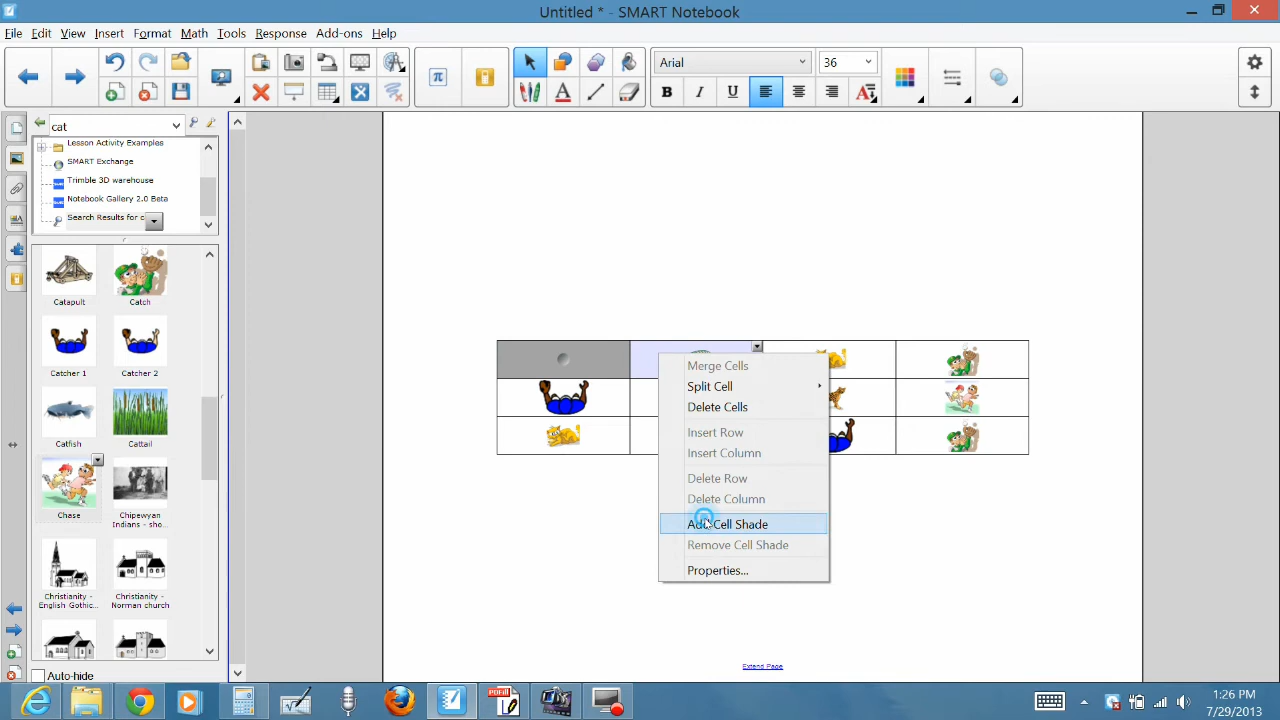 Untitled * - SMART Notebook
File Edit View Insert Format Math Tools Response Add-ons Help
Arial
36
cat
Lesson Activity Examples
SMART Exchange
Trimble 3D warehouse
Notebook Gallery 2.0 Beta
Search Results for c
Catapult Catch
Catcher 1 Catcher 2
Catfish Cattail
Chase Chipewyan
Indians - sho...
Christianity - Christianity -
English Gothic... Norman church
Auto-hide
Merge Cells
Split Cell
Delete Cells
Insert Row
Insert Column
Delete Row
Delete Column
Add Cell Shade
Remove Cell Shade
Properties...
Extend Page
PDFill
1:26 PM
7/29/2013